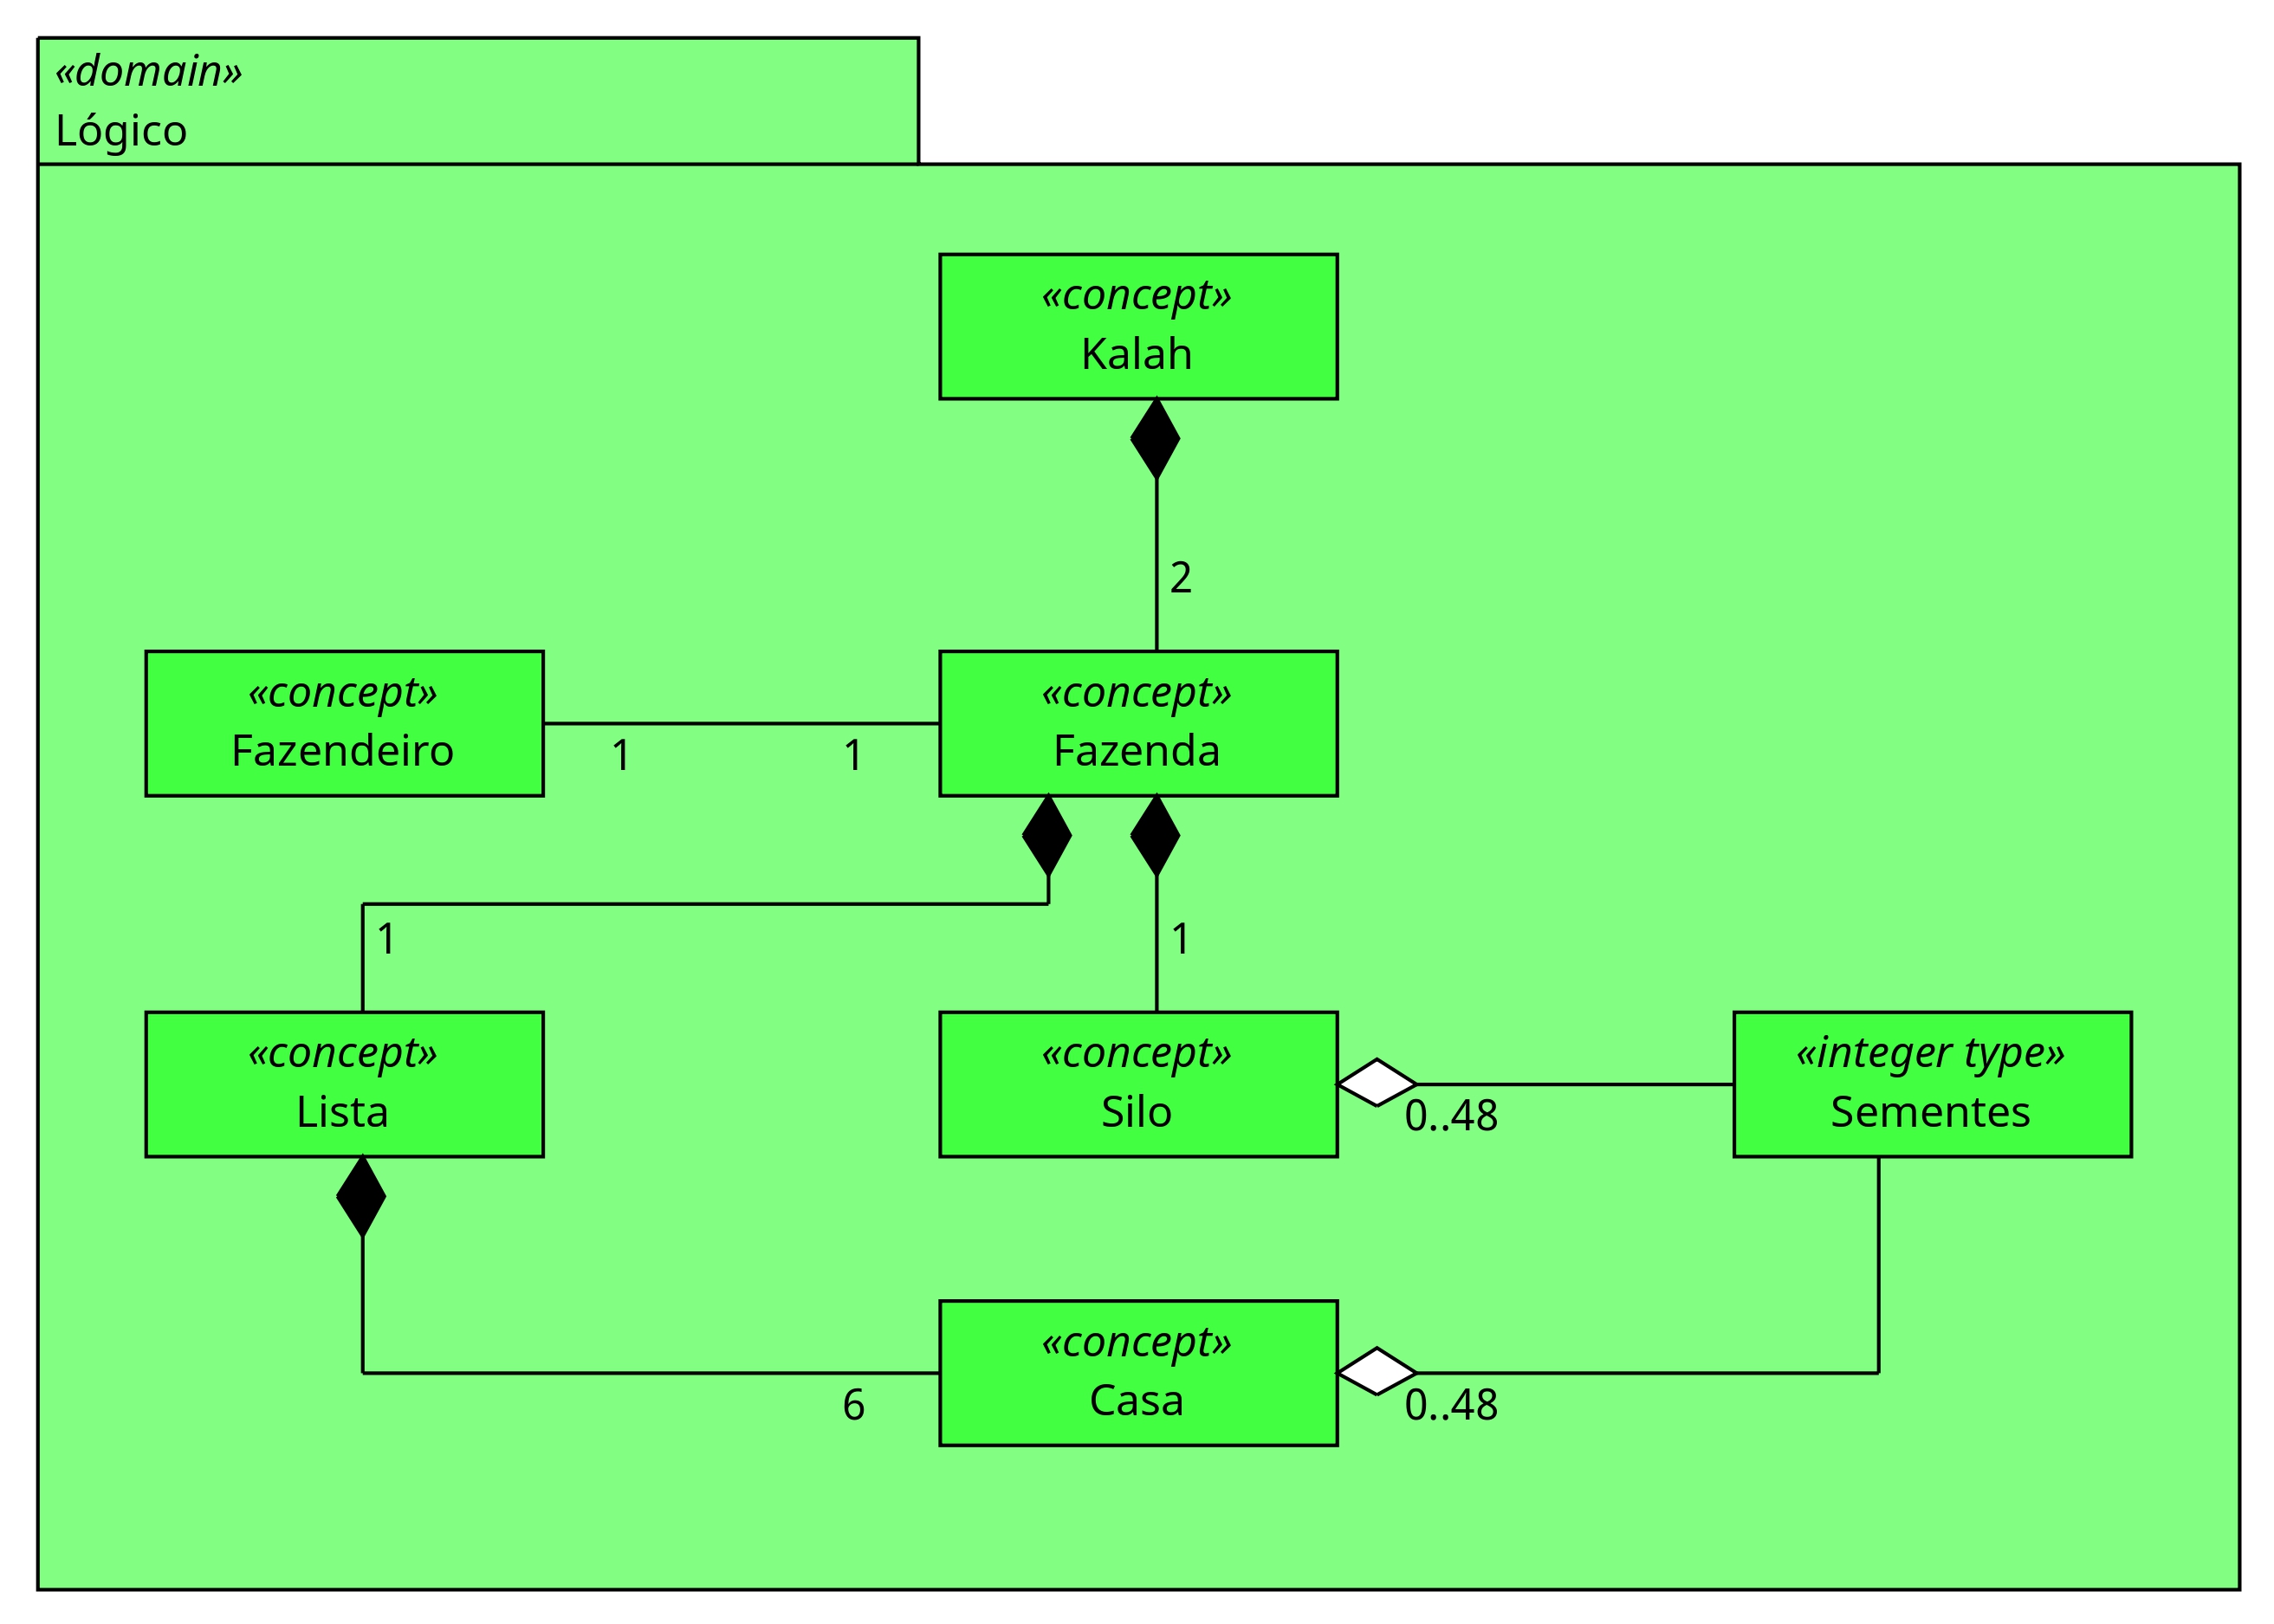 «domain»
Lógico
«concept»
Kalah
2
«concept»
Fazendeiro
1
1
«concept»
Fazenda
1
1
«concept»
Lista
«concept»
Silo
0..48
«integer type»
Sementes
6
«concept»
Casa
0..48